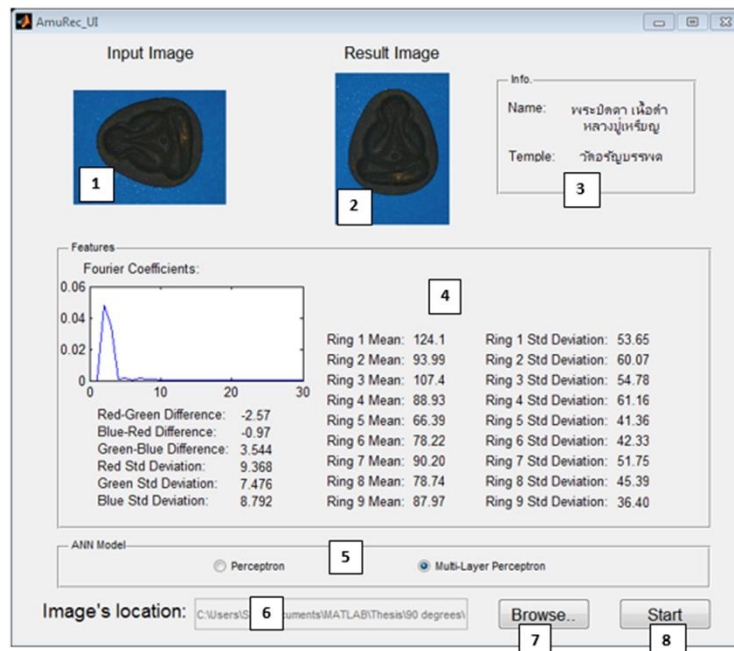 AmuRec_UI
Input Image
Result Image
1
2
Info.
Name: พระปิดตา เนื้อดำ
หลวงปู่เหรียญ
Temple: วัดอรัญบรรพต
3
Features
Fourier Coefficients:
4
0.06
0.04
0.02
0
0 10 20 30
Red-Green Difference: -2.57
Blue-Red Difference: -0.97
Green-Blue Difference: 3.544
Red Std Deviation: 9.368
Green Std Deviation: 7.476
Blue Std Deviation: 8.792
Ring 1 Mean: 124.1
Ring 2 Mean: 93.99
Ring 3 Mean: 107.4
Ring 4 Mean: 88.93
Ring 5 Mean: 66.39
Ring 6 Mean: 78.22
Ring 7 Mean: 90.20
Ring 8 Mean: 78.74
Ring 9 Mean: 87.97
Ring 1 Std Deviation: 53.65
Ring 2 Std Deviation: 60.07
Ring 3 Std Deviation: 54.78
Ring 4 Std Deviation: 61.16
Ring 5 Std Deviation: 41.36
Ring 6 Std Deviation: 42.33
Ring 7 Std Deviation: 51.75
Ring 8 Std Deviation: 45.39
Ring 9 Std Deviation: 36.40
ANN Model
Perceptron
5
Multi-Layer Perceptron
Image's location: C:\Users\S 6 cuments\MATLAB\Thesis\90 degrees\
Browse..
Start
7
8